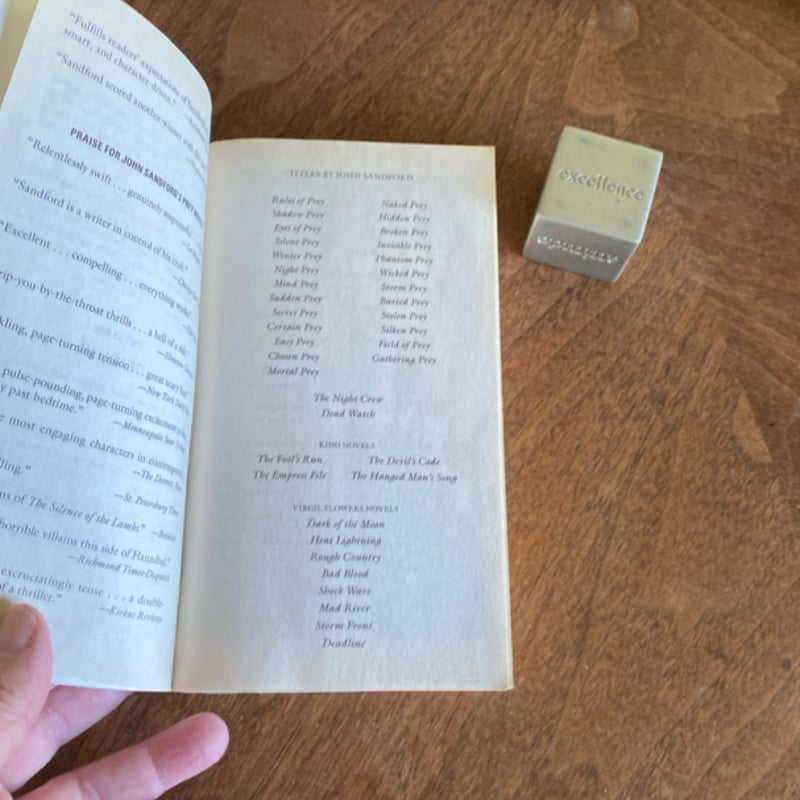 "Fulfills readers' expectations of
smart, and character-driven."
"Sandford scored another winner with
PRAISE FOR JOHN SANDFORD'S PREY
"Relentlessly swift . . . genuinely suspenseful
"Sandford is a writer in control of his craft."
"Excellent . . . compelling . . . everything works."
rip-you-by-the-throat thrills . . . a hell of a ride."
—Houston
kling, page-turning tension . . . great scary
—New York Daily
pulse-pounding, page-turning excitement
y past bedtime."
—Minneapolis Star
e most engaging characters in contemporary
—The Detroit
lling."
—St. Petersburg Times
ns of The Silence of the Lambs." —Booklist
horrible villains this side of Hannibal."
—Richmond Times-Dispatch
excruciatingly tense . . . a double-
of a thriller."
—Kirkus Reviews
TITLES BY JOHN SANDFORD
Rules of Prey
Shadow Prey
Eyes of Prey
Silent Prey
Winter Prey
Night Prey
Mind Prey
Sudden Prey
Secret Prey
Certain Prey
Easy Prey
Chosen Prey
Mortal Prey
Naked Prey
Hidden Prey
Broken Prey
Invisible Prey
Phantom Prey
Wicked Prey
Storm Prey
Buried Prey
Stolen Prey
Silken Prey
Field of Prey
Gathering Prey
The Night Crew
Dead Watch
KIDD NOVELS
The Fool's Run The Devil's Code
The Empress File The Hanged Man's Song
VIRGIL FLOWERS NOVELS
Dark of the Moon
Heat Lightning
Rough Country
Bad Blood
Shock Wave
Mad River
Storm Front
Deadline
excellence